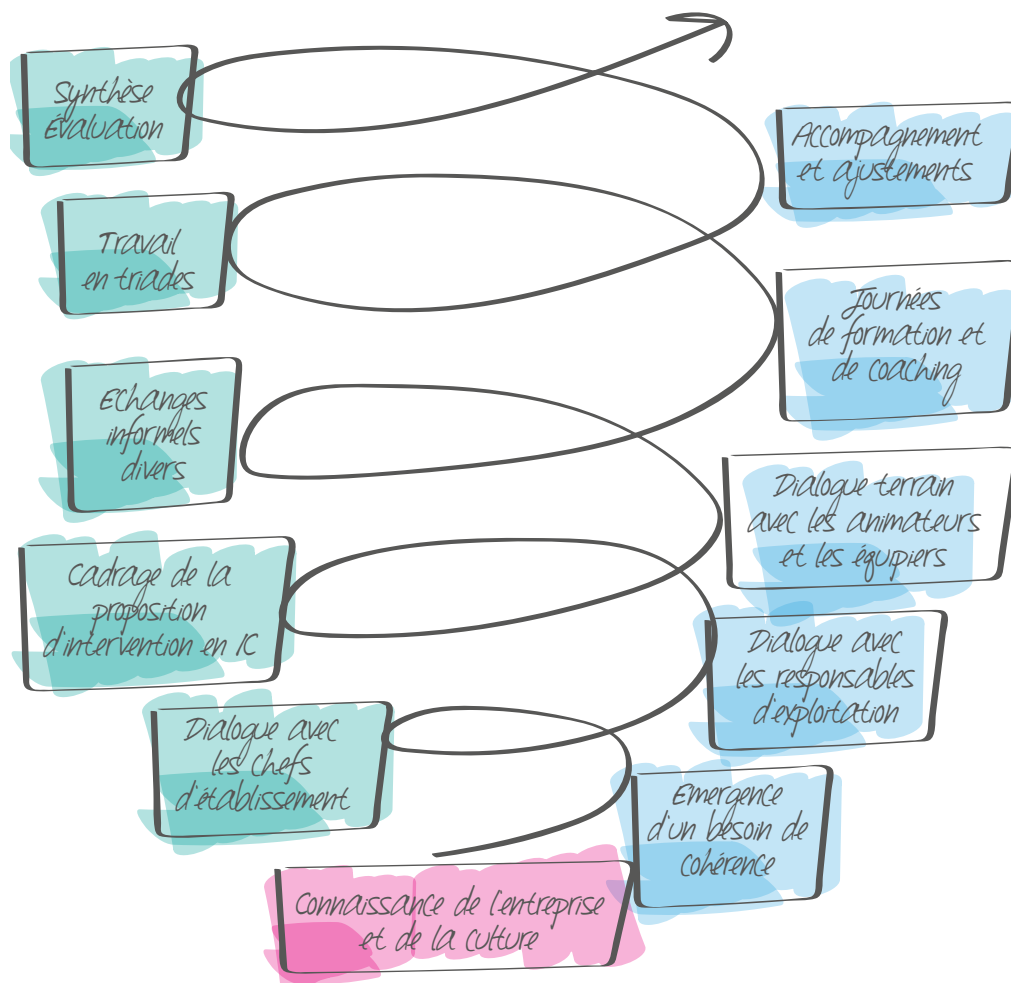 Synthèse
Évaluation
Accompagnement
et ajustements
Travail
en triades
Journées
de formation et
de coaching
Echanges
informels
divers
Dialogue terrain
avec les animateurs
et les équipiers
Cadrage de la
proposition
d'intervention en IC
Dialogue avec
les responsables
d'exploitation
Dialogue avec
les chefs
d'établissement
Emergence
d'un besoin de
cohérence
Connaissance de l'entreprise
et de la culture